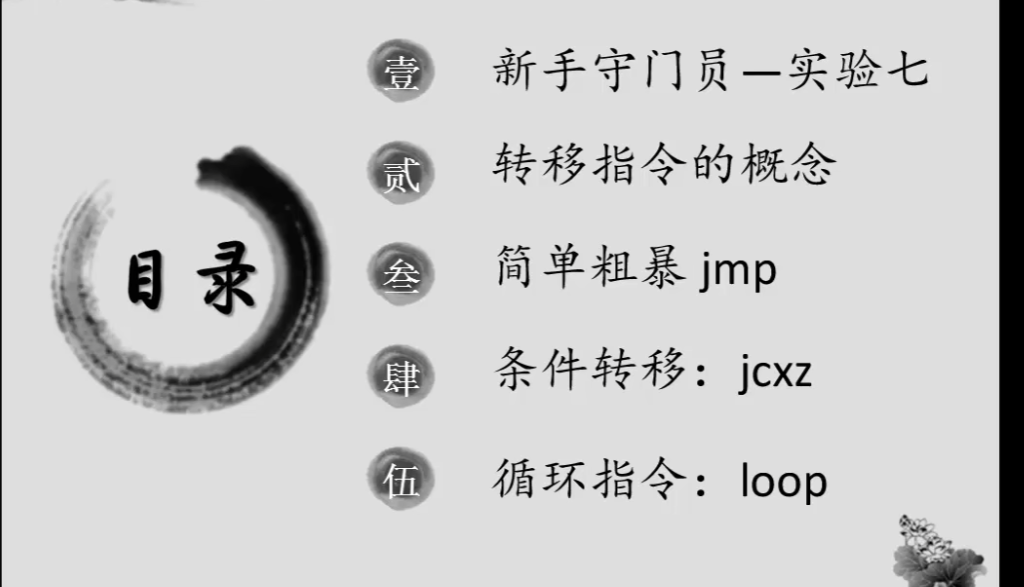 目录
壹 新手守门员—实验七
贰 转移指令的概念
叁 简单粗暴 jmp
肆 条件转移：jcxz
伍 循环指令：loop